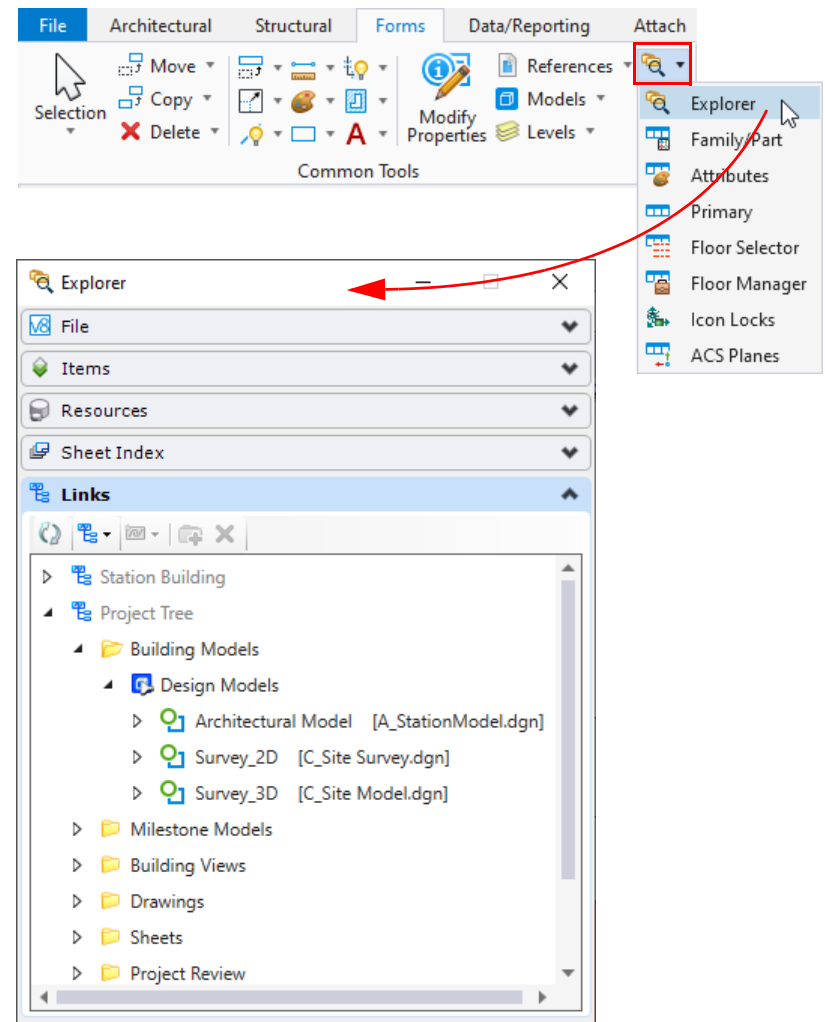 File Architectural Structural Forms Data/Reporting Attach
Move References
Copy Models
Selection Modify
Delete Properties Levels
Common Tools
Explorer
Family/Part
Attributes
Primary
Floor Selector
Floor Manager
Icon Locks
ACS Planes
Explorer
V8 File
Items
Resources
Sheet Index
Links
Station Building
Project Tree
Building Models
Design Models
Architectural Model [A_StationModel.dgn]
Survey_2D [C_Site Survey.dgn]
Survey_3D [C_Site Model.dgn]
Milestone Models
Building Views
Drawings
Sheets
Project Review